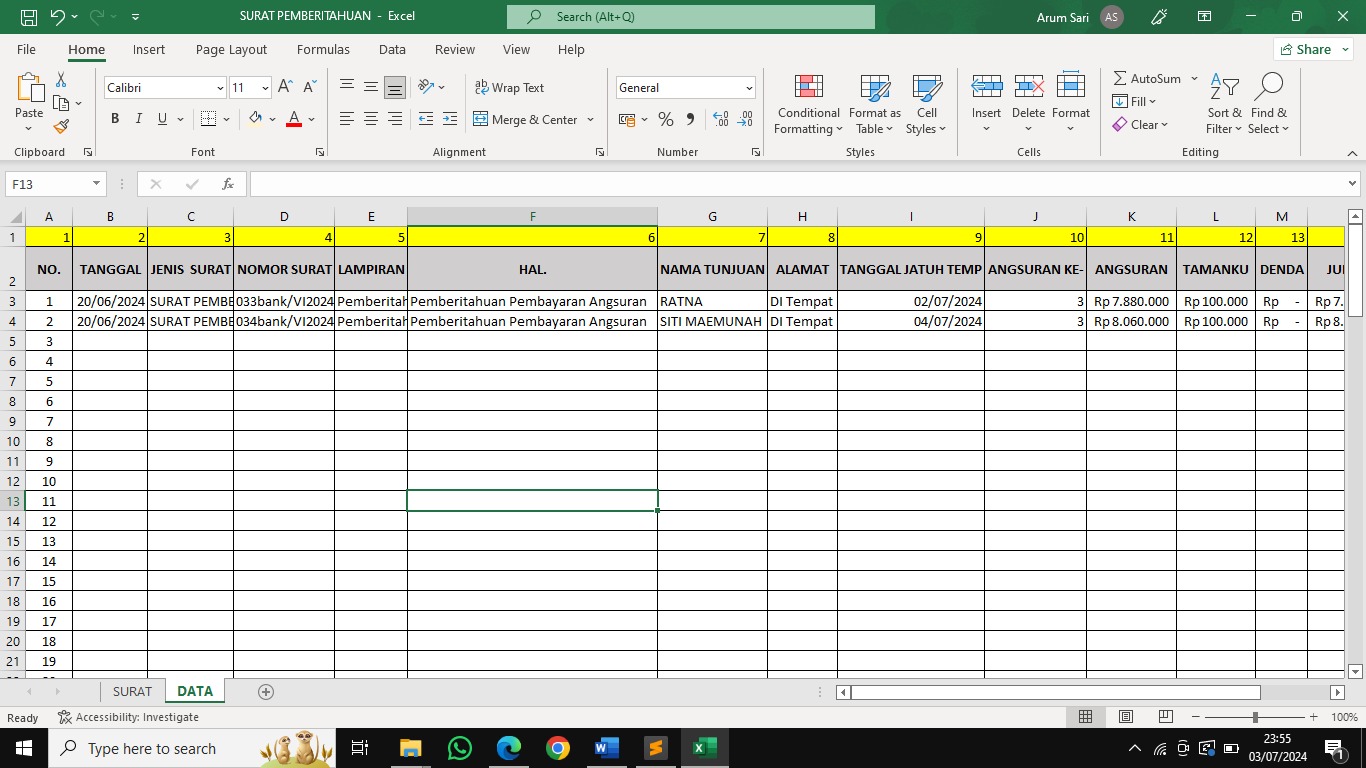 SURAT PEMBERITAHUAN - Excel
Search (Alt+Q)
Arum Sari
AS
File Home Insert Page Layout Formulas Data Review View Help
Share
Paste
Clipboard
Calibri 11 A A
B I U A
Font
ab Wrap Text
Merge & Center
Alignment
General
% 9
Number
Conditional Formatting
Format as Table
Cell Styles
Styles
Insert Delete Format
Cells
AutoSum
Fill
Clear
Sort & Filter
Find & Select
Editing
F13
fx
A B C D E F G H I J K L M
1 1 2 3 4 5 6 7 8 9 10 11 12 13
2 NO. TANGGAL JENIS SURAT NOMOR SURAT LAMPIRAN HAL. NAMA TUNJUAN ALAMAT TANGGAL JATUH TEMP ANGSURAN KE- ANGSURAN TAMANKU DENDA JUI
3 1 20/06/2024 SURAT PEMBE 033bank/VI2024 Pemberitah Pemberitahuan Pembayaran Angsuran RATNA DI Tempat 02/07/2024 3 Rp 7.880.000 Rp 100.000 Rp - Rp 7.
4 2 20/06/2024 SURAT PEMBE 034bank/VI2024 Pemberitah Pemberitahuan Pembayaran Angsuran SITI MAEMUNAH DI Tempat 04/07/2024 3 Rp 8.060.000 Rp 100.000 Rp - Rp 8.
5 3
6 4
7 5
8 6
9 7
10 8
11 9
12 10
13 11
14 12
15 13
16 14
17 15
18 16
19 17
20 18
21 19
SURAT DATA
Ready
Accessibility: Investigate
100%
Type here to search
23:55
03/07/2024
1